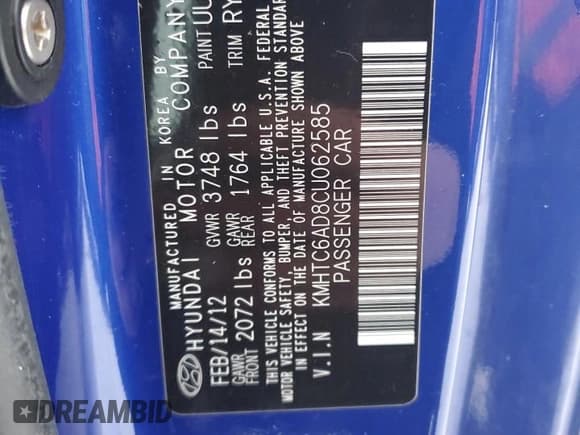 MANUFACTURED IN KOREA BY
HYUNDAI MOTOR COMPANY
FEB/14/12 GVWR 3748 lbs PAINT
GAWR FRONT 2072 lbs GAWR REAR 1764 lbs TRIM RY
THIS VEHICLE CONFORMS TO ALL APPLICABLE U.S.A. FEDERAL
MOTOR VEHICLE SAFETY, BUMPER, AND THEFT PREVENTION STANDAR
IN EFFECT ON THE DATE OF MANUFACTURE SHOWN ABOVE
V.I.N KMHTC6AD8CU062585
PASSENGER CAR
DREAMBID